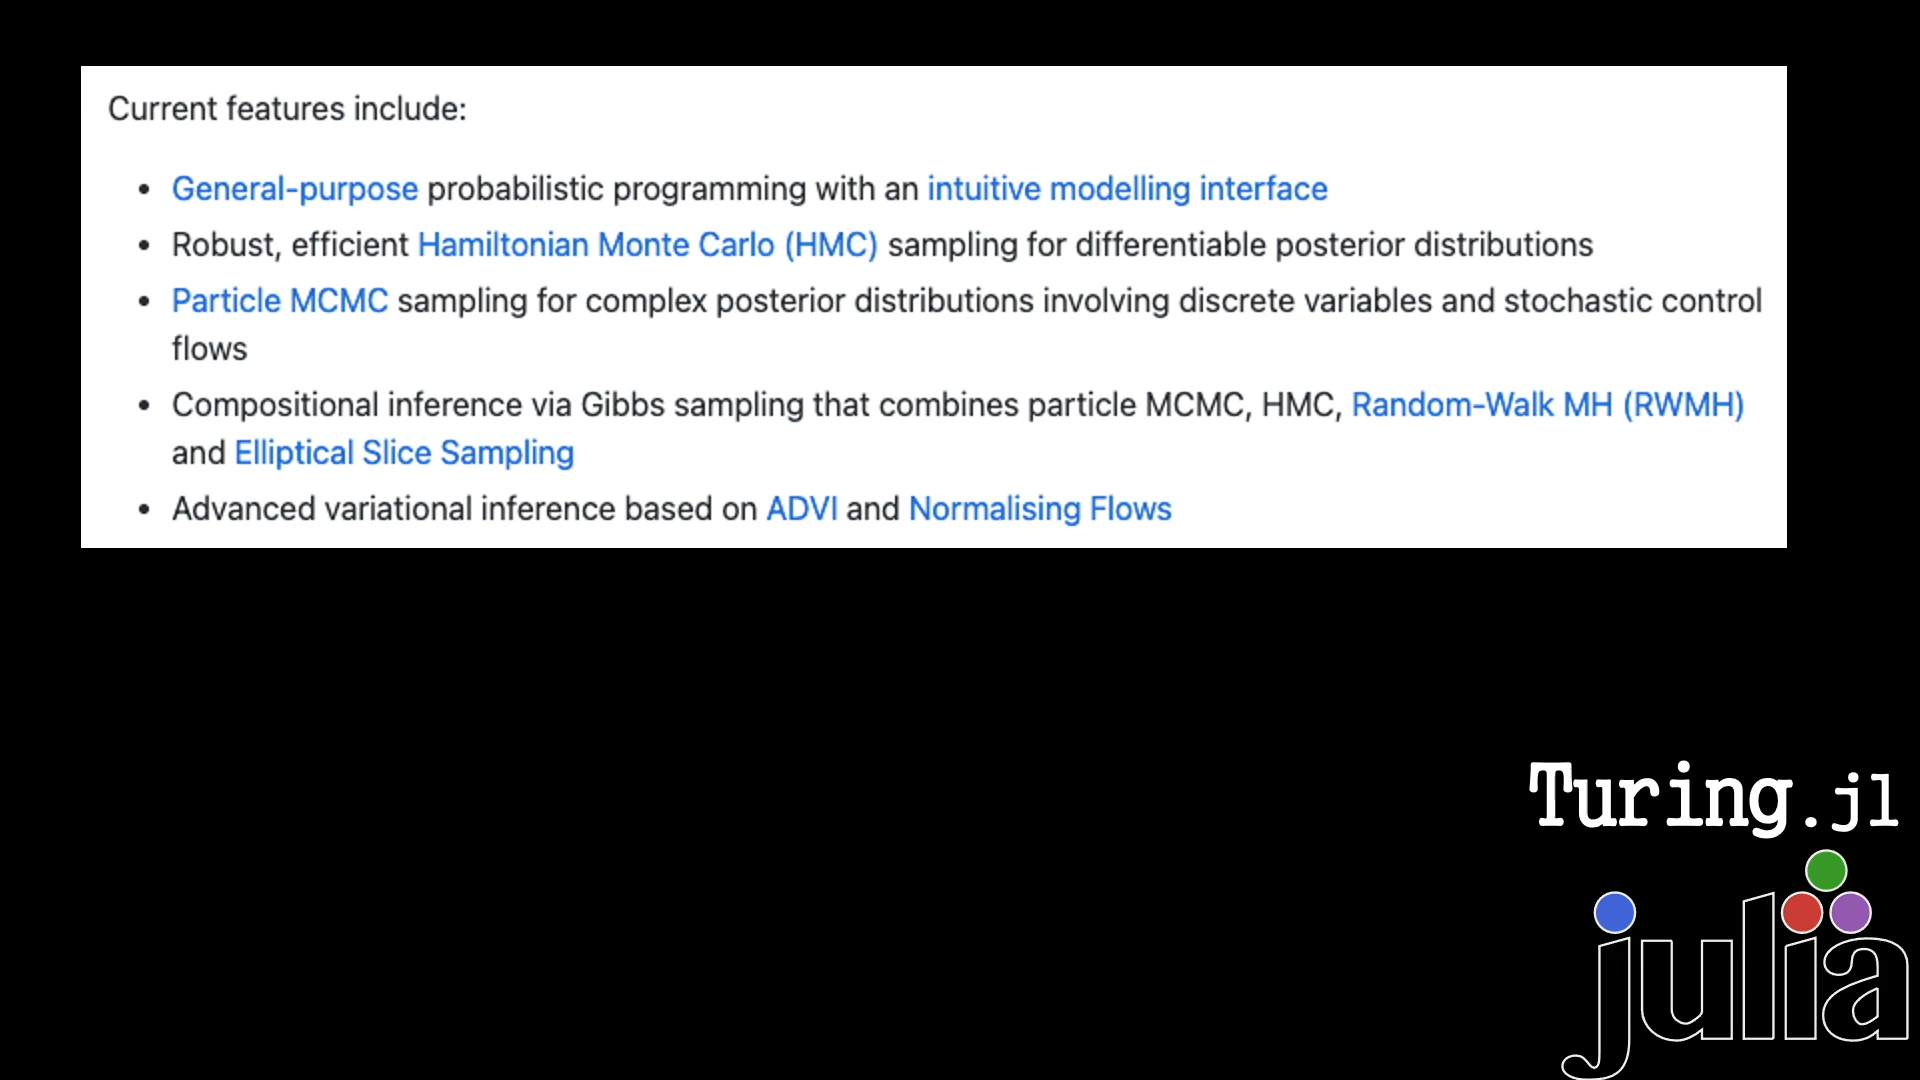 Current features include:
• General-purpose probabilistic programming with an intuitive modelling interface
• Robust, efficient Hamiltonian Monte Carlo (HMC) sampling for differentiable posterior distributions
• Particle MCMC sampling for complex posterior distributions involving discrete variables and stochastic control
flows
• Compositional inference via Gibbs sampling that combines particle MCMC, HMC, Random-Walk MH (RWMH)
and Elliptical Slice Sampling
• Advanced variational inference based on ADVI and Normalising Flows
Turing.jl
julia